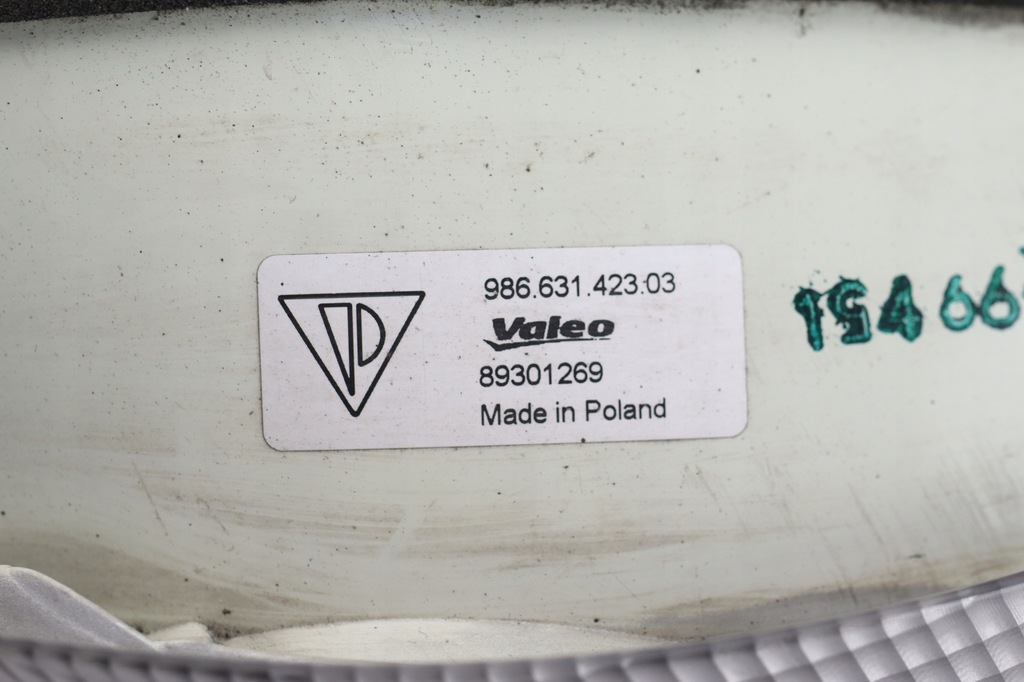 986.631.423.03
Valeo
89301269
Made in Poland